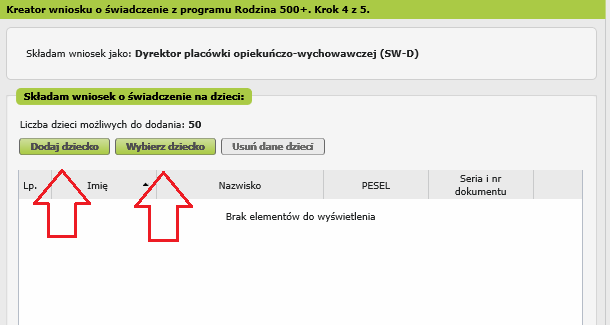 Kreator wniosku o świadczenie z programu Rodzina 500+. Krok 4 z 5.
Składam wniosek jako: Dyrektor placówki opiekuńczo-wychowawczej (SW-D)
Składam wniosek o świadczenie na dzieci:
Liczba dzieci możliwych do dodania: 50
Dodaj dziecko Wybierz dziecko Usuń dane dzieci
Lp. Imię Nazwisko PESEL Seria i nr
dokumentu
Brak elementów do wyświetlenia